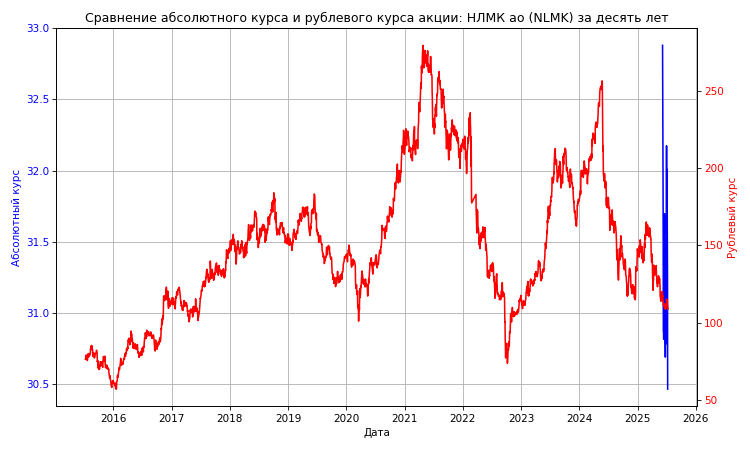 Сравнение абсолютного курса и рублевого курса акции: НЛМК ао (NLMK) за десять лет
33.0
32.5
32.0
31.5
31.0
30.5
Абсолютный курс
250
200
150
100
50
Рублевый курс
2016 2017 2018 2019 2020 2021 2022 2023 2024 2025 2026
Дата